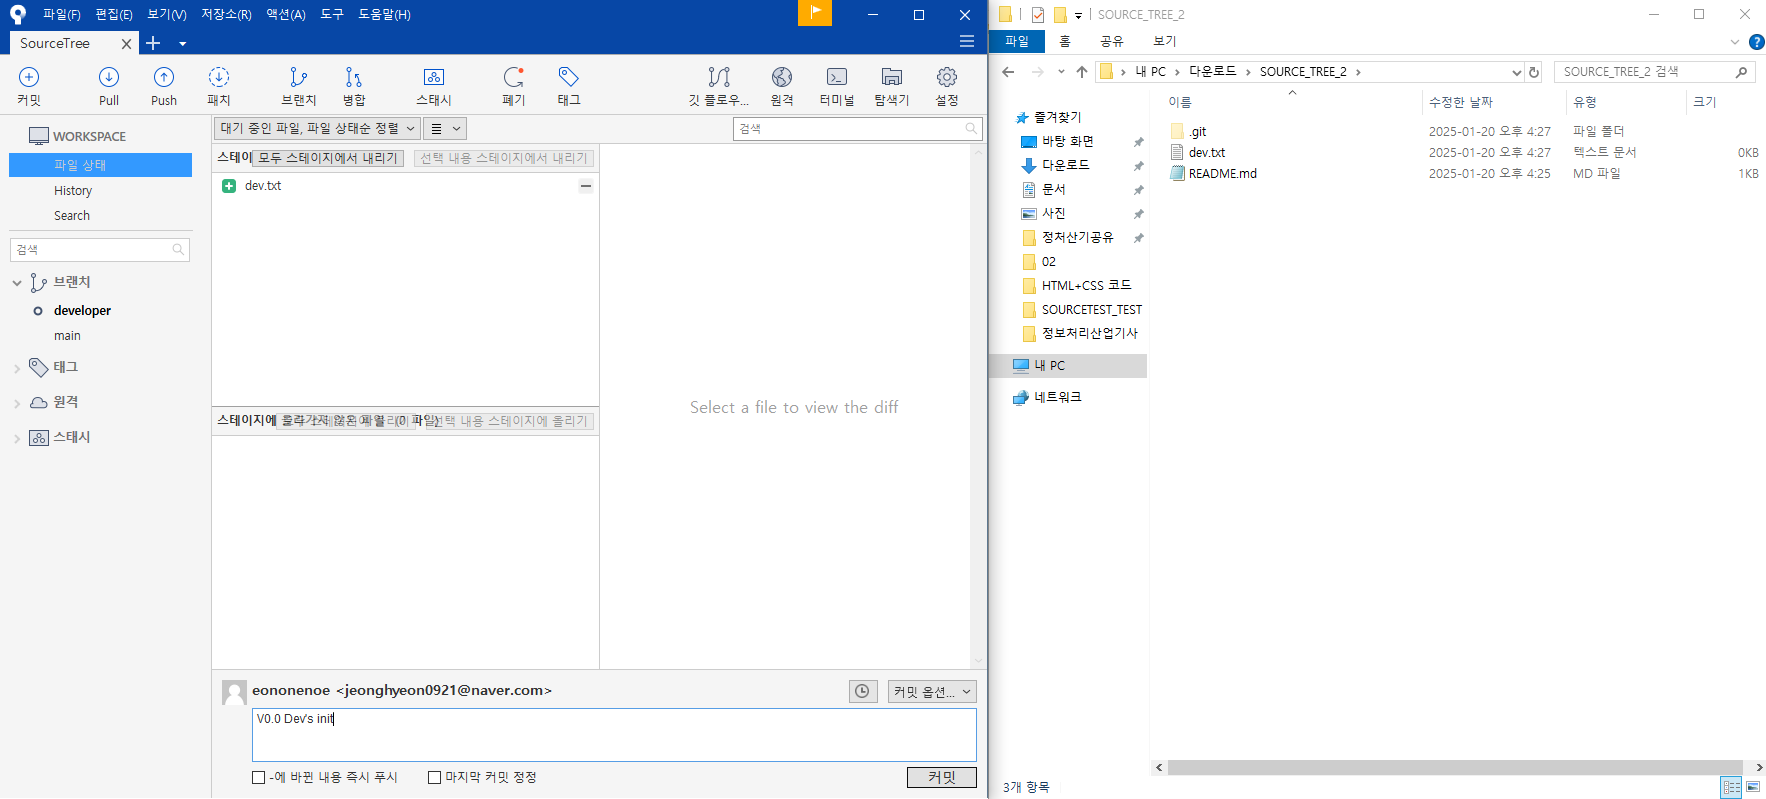 파일(F) 편집(E) 보기(V) 저장소(R) 액션(A) 도구 도움말(H)
SourceTree
커밋 Pull Push 패치 브랜치 병합 스태시 폐기 태그 깃 플로우... 원격 터미널 탐색기 설정
WORKSPACE
파일 상태
History
Search
검색
브랜치
developer
main
태그
원격
스태시
대기 중인 파일, 파일 상태순 정렬
검색
스테이 모두 스테이지에서 내리기 선택 내용 스테이지에서 내리기
dev.txt
스테이지에 올라가지 않은 파일 (0 파일) 선택 내용 스테이지에 올리기
Select a file to view the diff
eononenoe <jeonghyeon0921@naver.com>
커밋 옵션...
V0.0 Dev's init
-에 바뀐 내용 즉시 푸시 마지막 커밋 정정
커밋
SOURCE_TREE_2
파일 홈 공유 보기
내 PC 다운로드 SOURCE_TREE_2
SOURCE_TREE_2 검색
즐겨찾기
바탕 화면
다운로드
문서
사진
정처산기공유
02
HTML+CSS 코드
SOURCETEST_TEST
정보처리산업기사
내 PC
네트워크
이름 수정한 날짜 유형 크기
.git 2025-01-20 오후 4:27 파일 폴더
dev.txt 2025-01-20 오후 4:27 텍스트 문서 0KB
README.md 2025-01-20 오후 4:25 MD 파일 1KB
3개 항목